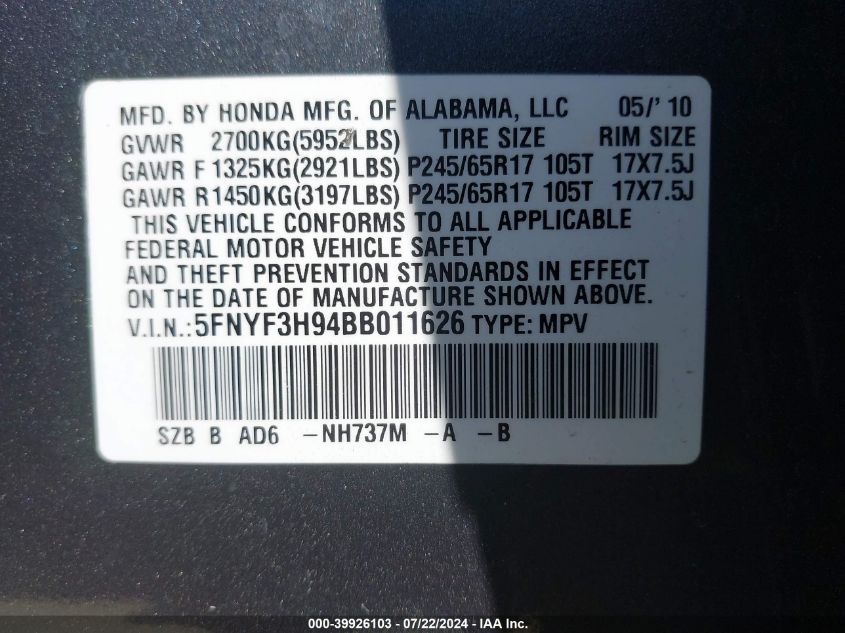 MFD. BY HONDA MFG. OF ALABAMA, LLC 05/'10
GVWR 2700KG(5952LBS) TIRE SIZE RIM SIZE
GAWR F 1325KG(2921LBS) P245/65R17 105T 17X7.5J
GAWR R1450KG(3197LBS) P245/65R17 105T 17X7.5J
THIS VEHICLE CONFORMS TO ALL APPLICABLE
FEDERAL MOTOR VEHICLE SAFETY
AND THEFT PREVENTION STANDARDS IN EFFECT
ON THE DATE OF MANUFACTURE SHOWN ABOVE.
V.I.N.:5FNYF3H94BB011626 TYPE: MPV
SZB B AD6 -NH737M -A -B
000-39926103 - 07/22/2024 - IAA Inc.